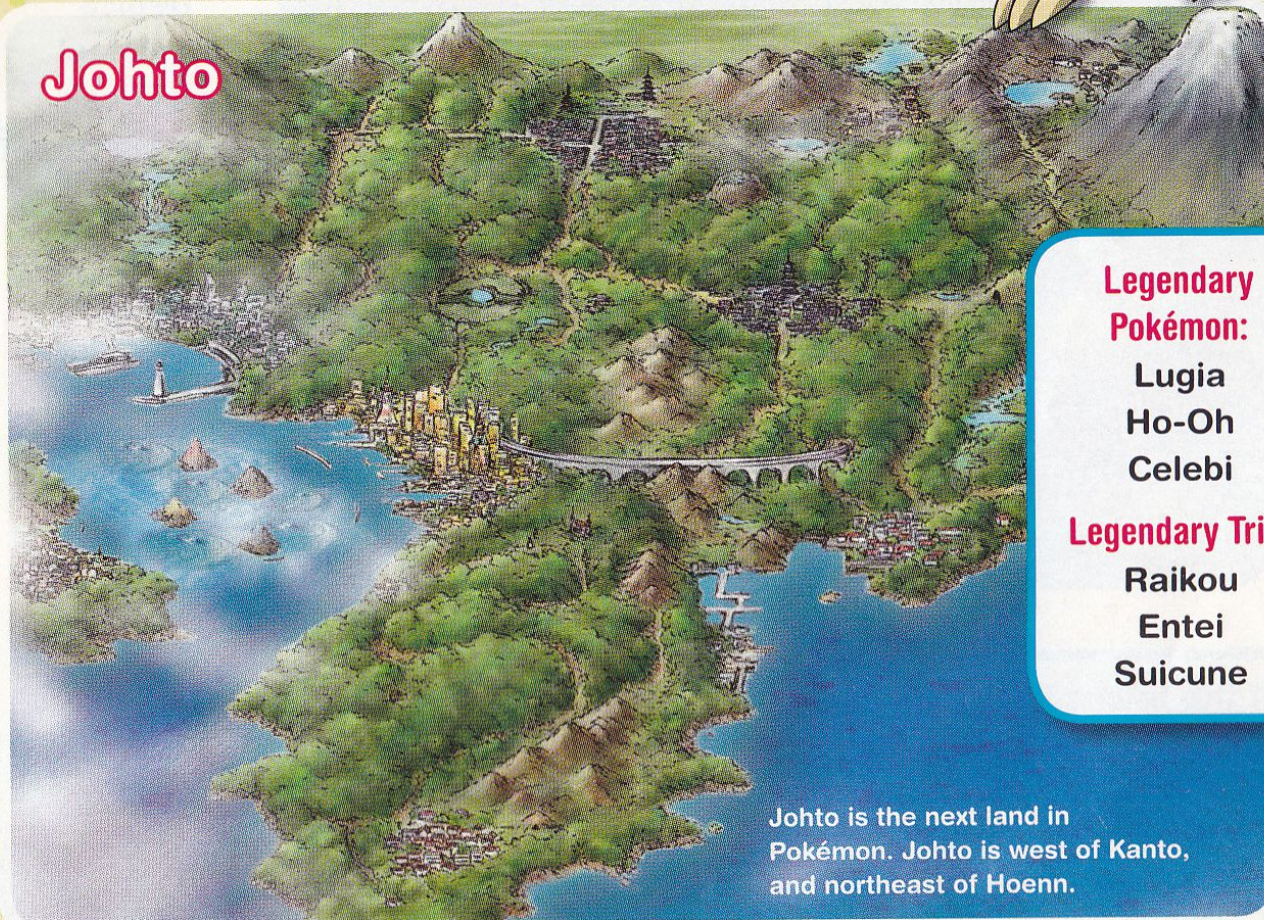 Johto
Legendary
Pokémon:
Lugia
Ho-Oh
Celebi
Legendary Tri
Raikou
Entei
Suicune
Johto is the next land in
Pokémon. Johto is west of Kanto,
and northeast of Hoenn.